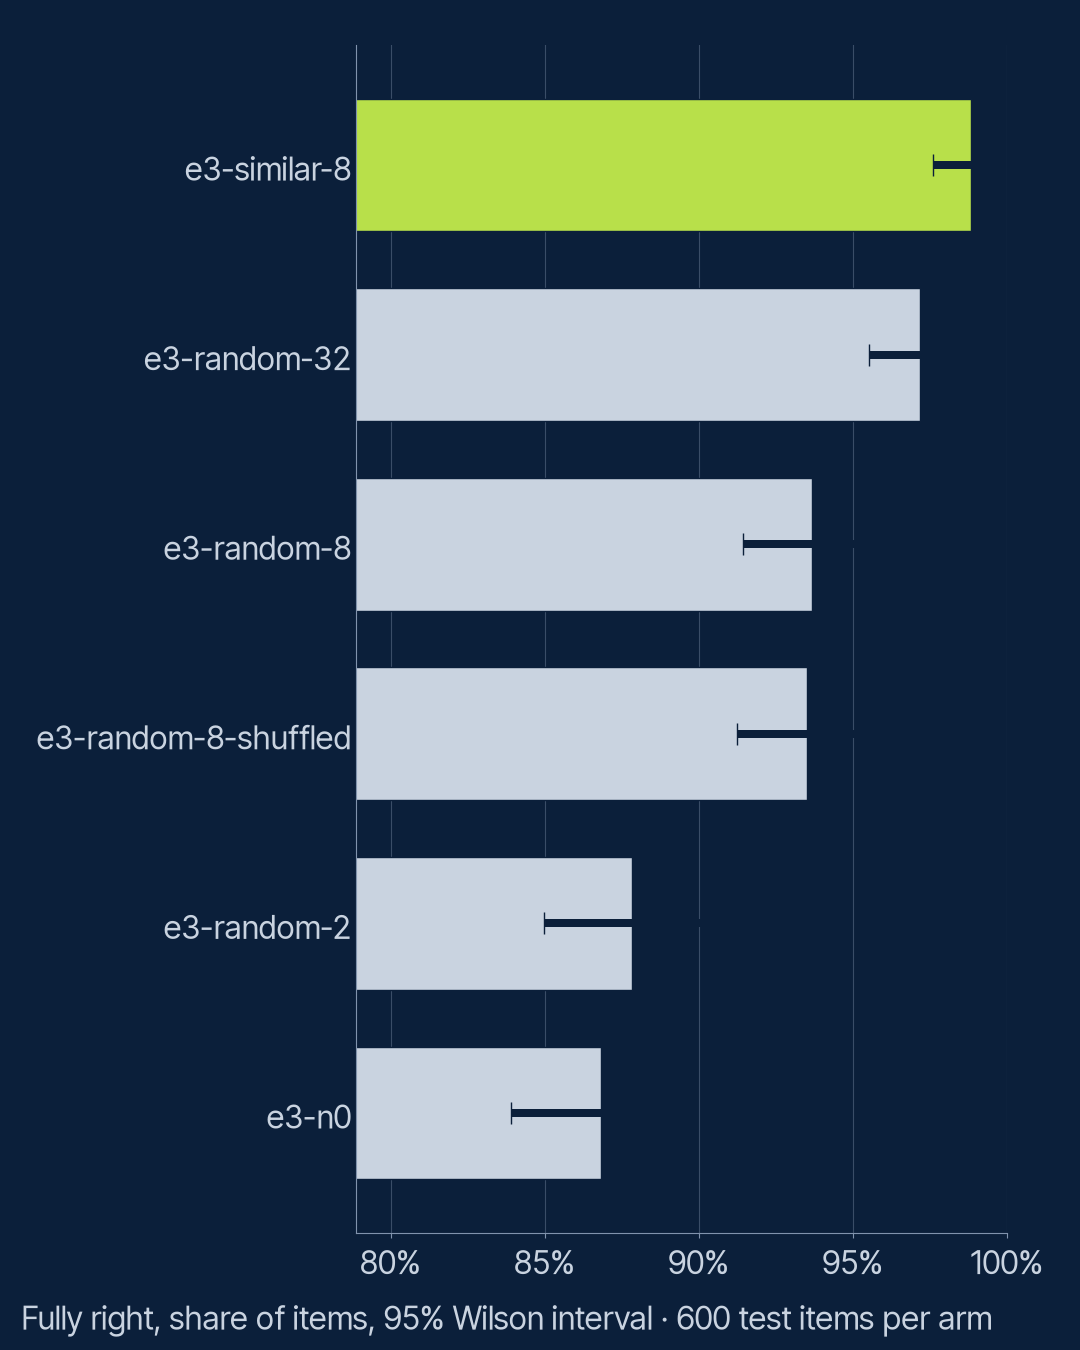 e3-similar-8
e3-random-32
e3-random-8
e3-random-8-shuffled
e3-random-2
e3-n0
80% 85% 90% 95% 100%
Fully right, share of items, 95% Wilson interval · 600 test items per arm